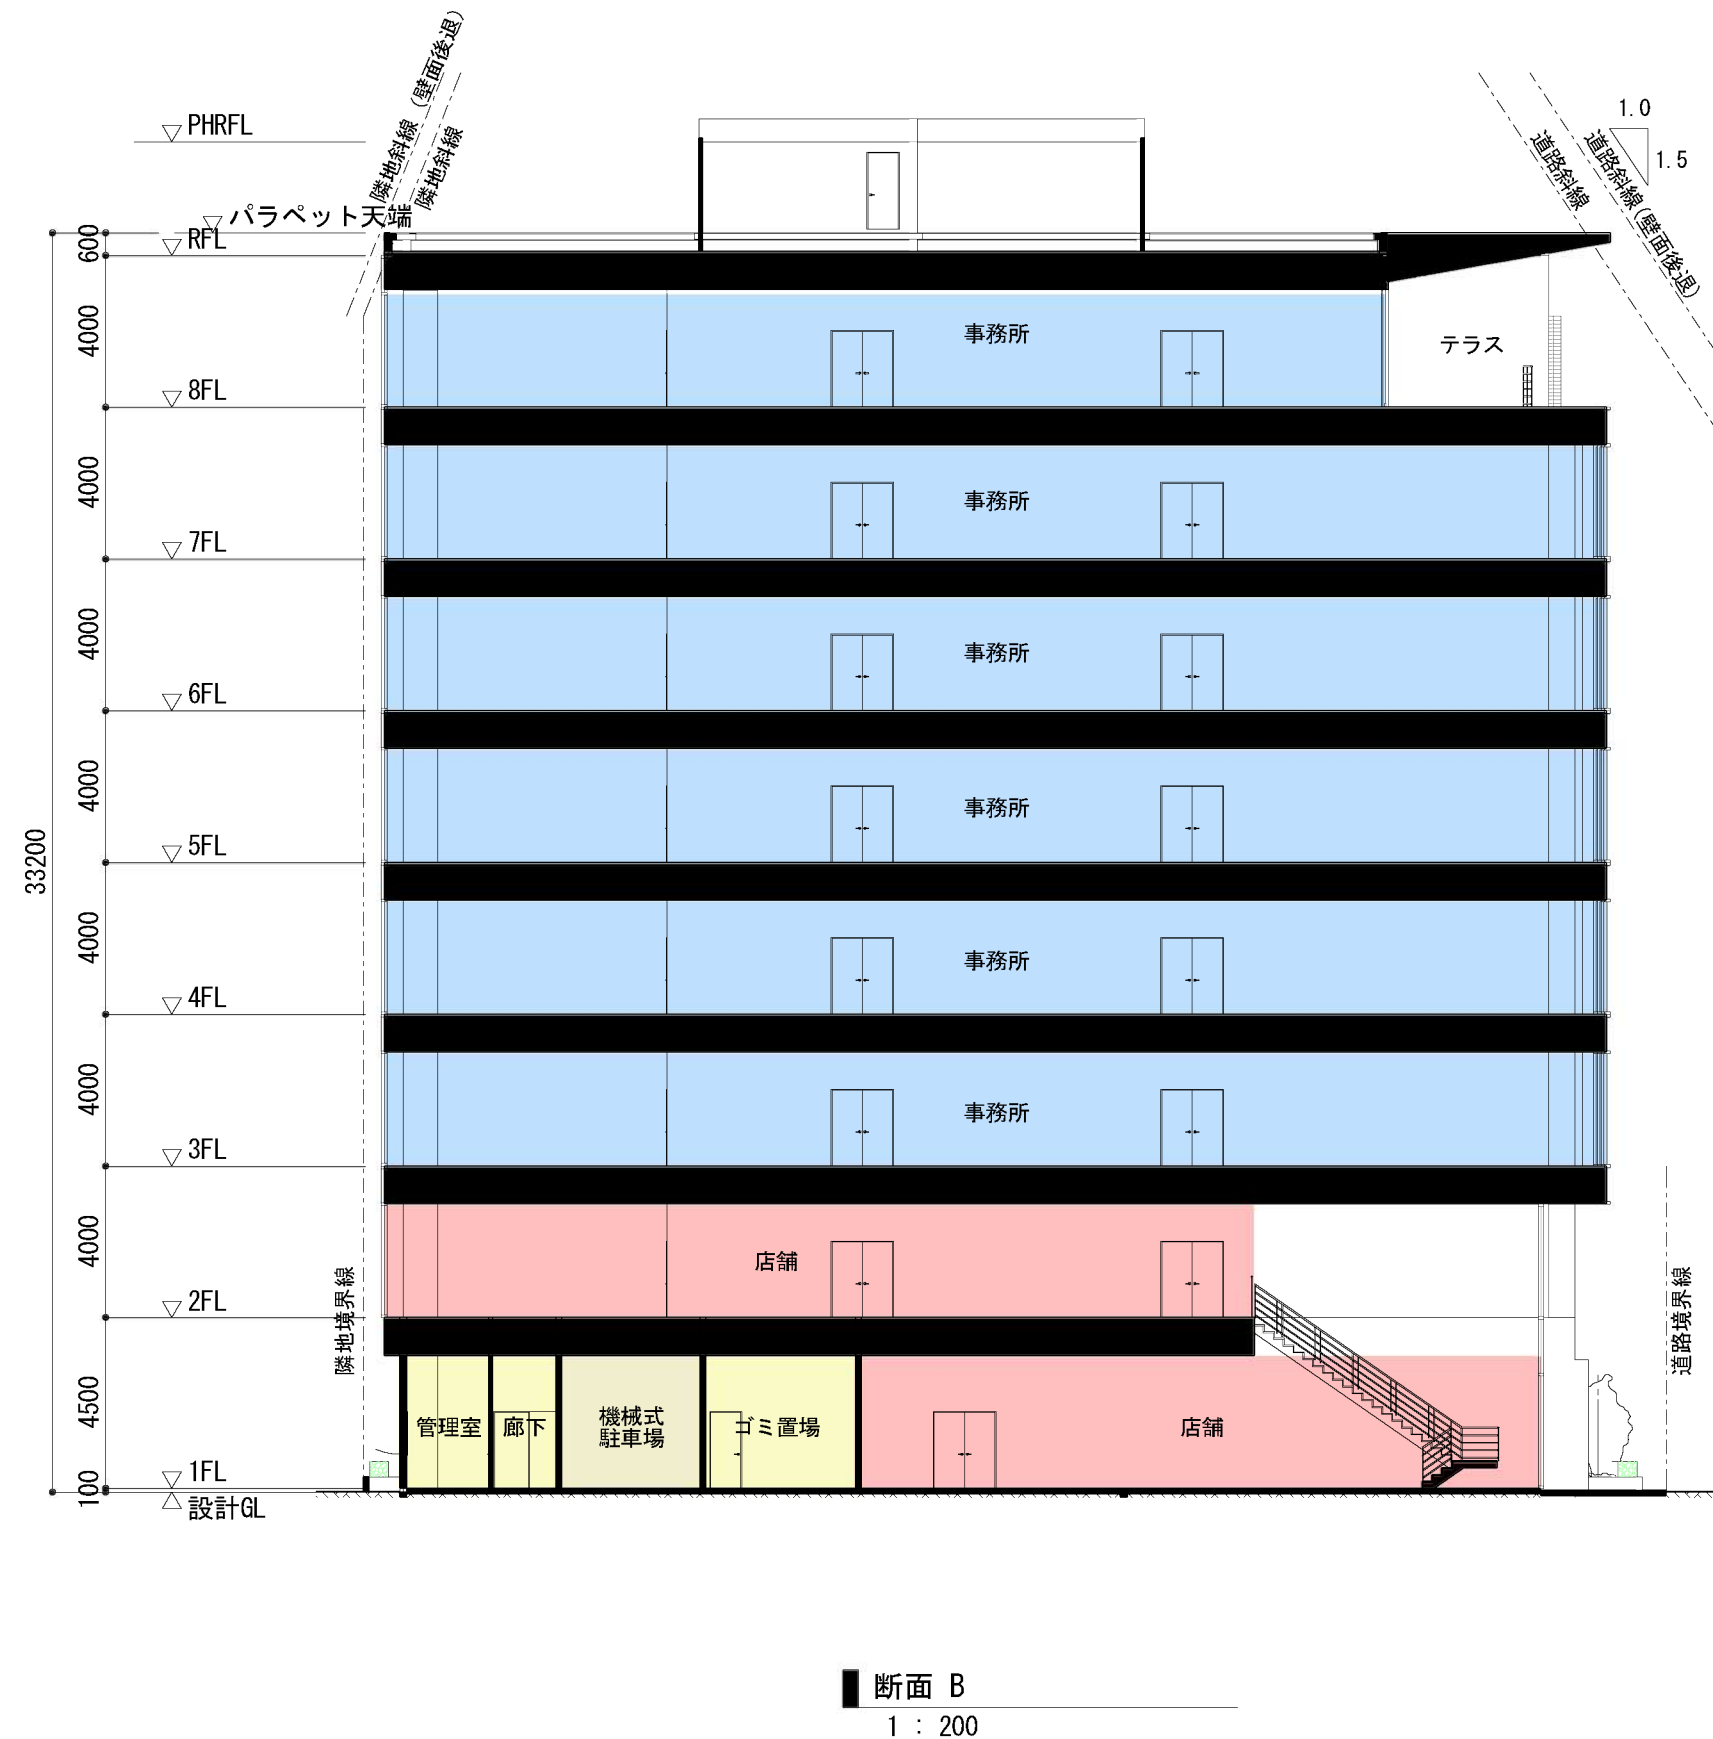 隣地斜線（壁面後退）
隣地斜線
PHRFL
パラペット天端
RFL
8FL
7FL
6FL
5FL
4FL
3FL
2FL
1FL
設計GL
600
4000
4000
4000
4000
4000
4000
4000
4500
100
33200
1.0
1.5
道路斜線
道路斜線(壁面後退)
事務所
テラス
事務所
事務所
事務所
事務所
事務所
店舗
管理室
廊下
機械式
駐車場
ゴミ置場
店舗
隣地境界線
道路境界線
断面 B
1 : 200